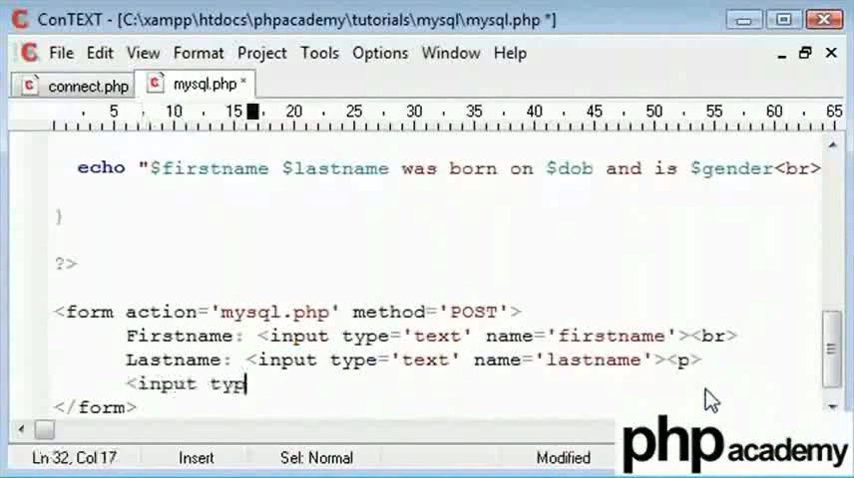 ConTEXT - [C:\xampp\htdocs\phpacademy\tutorials\mysql\mysql.php *]
File Edit View Format Project Tools Options Window Help
connect.php mysql.php *
5 10 15 20 25 30 35 40 45 50 55 60 65
echo "$firstname $lastname was born on $dob and is $gender<br>
}
?>
<form action='mysql.php' method='POST'>
Firstname: <input type='text' name='firstname'><br>
Lastname: <input type='text' name='lastname'><p>
<input typ
</form>
Ln 32, Col 17 Insert Sel: Normal Modified
php academy